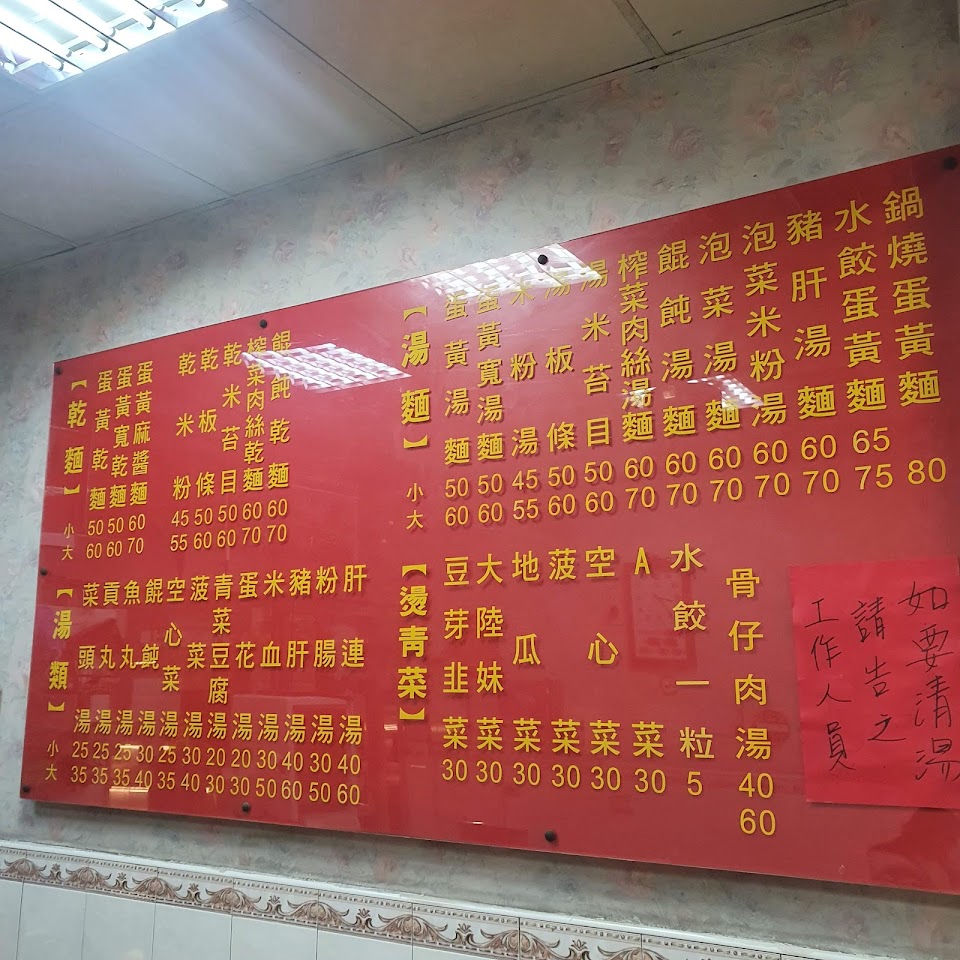 【乾麵】小 大
蛋黃乾麵 50 60
蛋黃寬乾麵 50 60
蛋黃麻醬麵 60 70
乾米粉 45 55
乾板條 50 60
乾米苔目 50 60
榨菜肉絲乾麵 60 70
餛飩乾麵 60 70
【湯麵】小 大
蛋黃湯麵 50 60
蛋黃寬湯麵 50 60
米粉湯 45 55
湯板條 50 60
湯米苔目 50 60
榨菜肉絲湯麵 60 70
餛飩湯麵 60 70
泡菜湯麵 60 70
泡菜米粉湯 60 70
豬肝湯麵 60 70
水餃蛋黃麵 65 75
鍋燒蛋黃麵 80
【湯類】小 大
菜頭湯 25 35
貢丸湯 25 35
魚丸湯 25 35
餛飩湯 30 40
空心菜湯 25 35
菠菜湯 30 40
青菜豆腐湯 20 30
蛋花湯 20 30
米血湯 30 50
豬肝湯 40 60
粉腸湯 30 50
肝連湯 40 60
【燙青菜】
豆芽韭菜 30
大陸妹菜 30
地瓜菜 30
菠菜 30
空心菜 30
A菜 30
水餃一粒 5
骨仔肉湯 40 60
如要清湯
請告之
工作人員